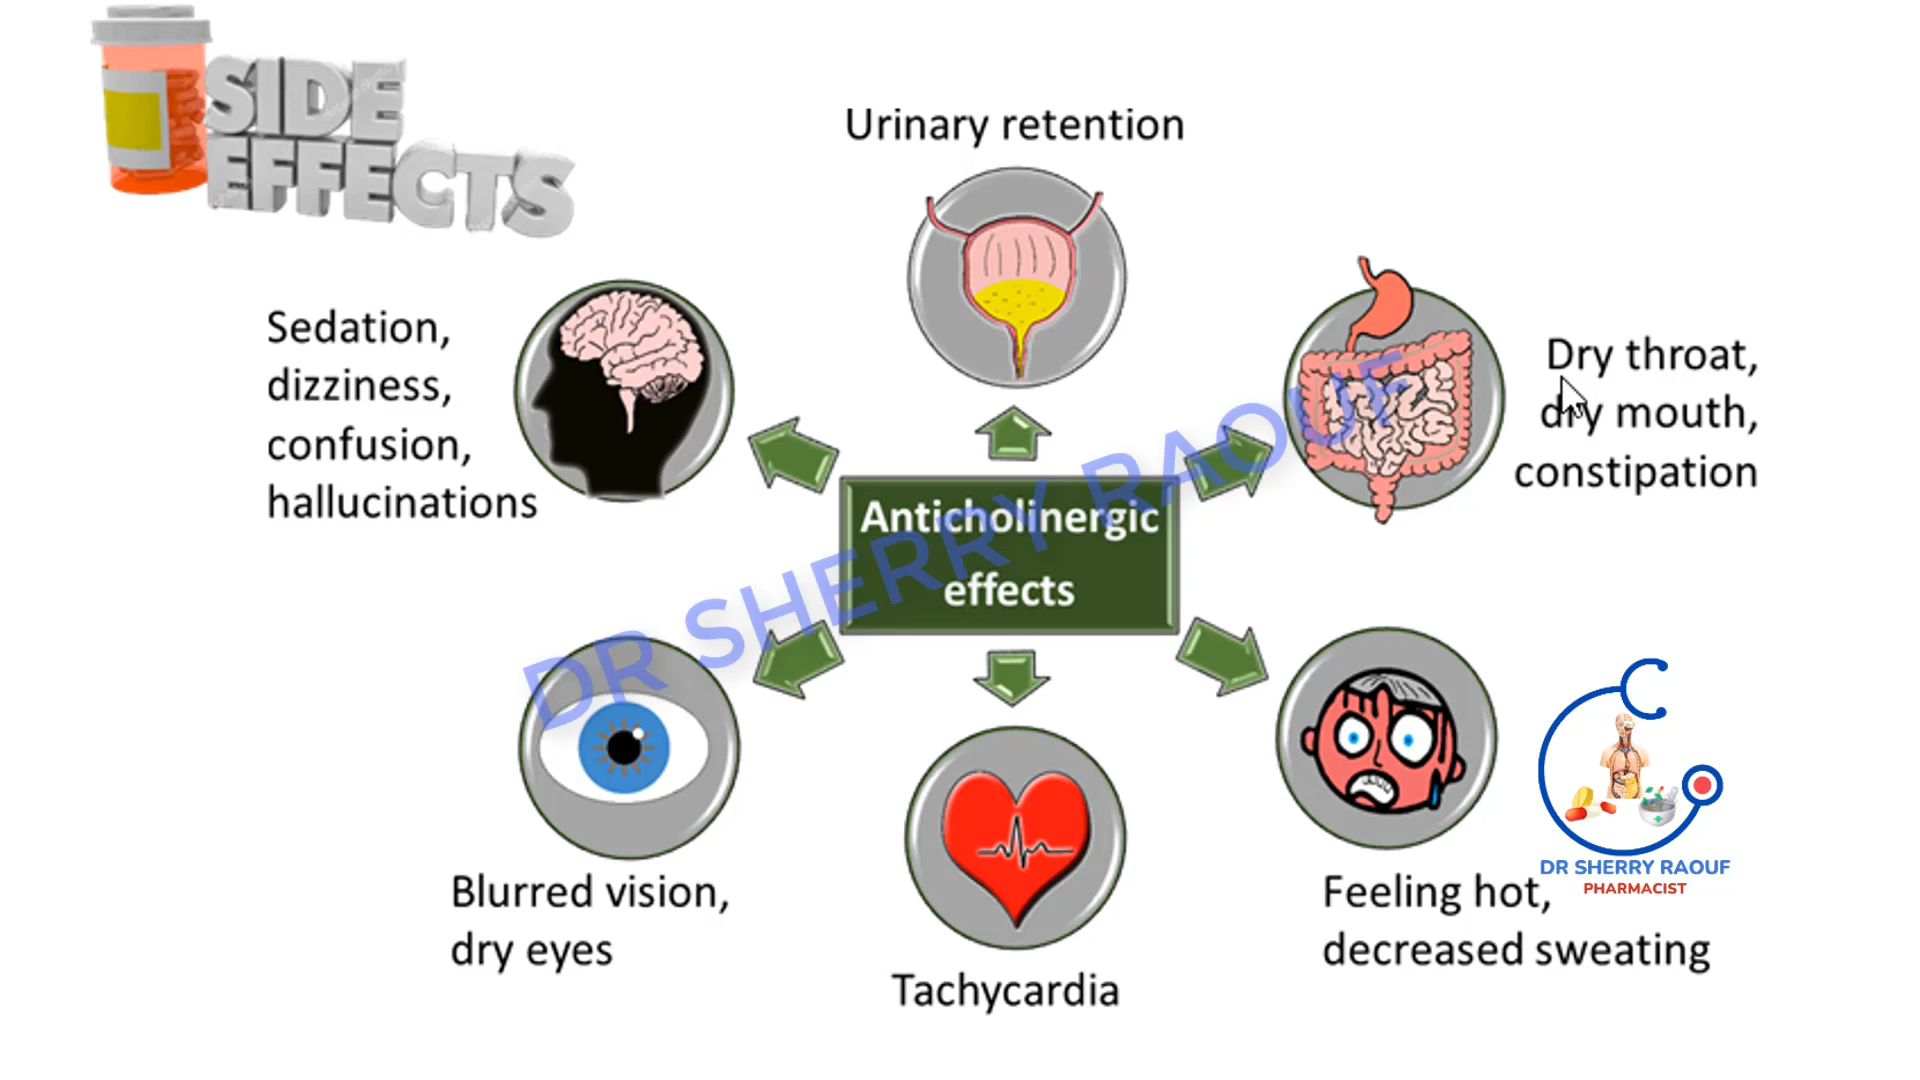 SIDE
EFFECTS
Urinary retention
Sedation,
dizziness,
confusion,
hallucinations
Dry throat,
dry mouth,
constipation
Anticholinergic
effects
DR SHERRY RAOUF
Blurred vision,
dry eyes
Tachycardia
Feeling hot,
decreased sweating
DR SHERRY RAOUF
PHARMACIST